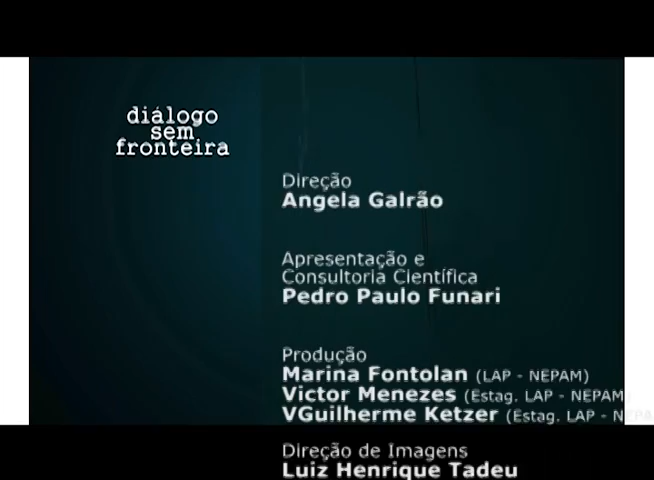 diálogo
sem
fronteira
Direção
Angela Galrão
Apresentação e
Consultoria Científica
Pedro Paulo Funari
Produção
Marina Fontolan (LAP - NEPAM)
Victor Menezes (Estag. LAP - NEPAM
VGuilherme Ketzer (Estag. LAP - NEPA
Direção de Imagens
Luiz Henrique Tadeu